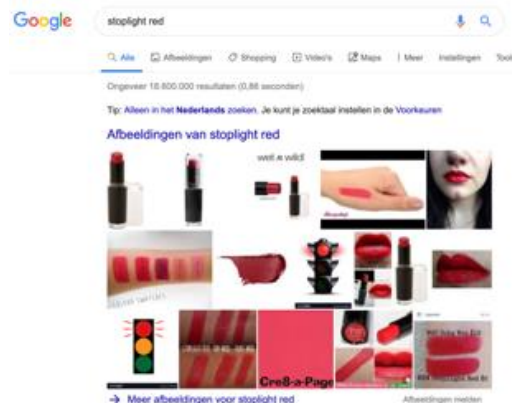 Google
stoplight red
Alle Afbeeldingen Shopping Video's Maps Meer Instellingen Tool
Ongeveer 18.600.000 resultaten (0,88 seconden)
Tip: Alleen in het Nederlands zoeken. Je kunt je zoektaal instellen in de Voorkeuren
Afbeeldingen van stoplight red
wet n wild
Cre8-a-Page
→ Meer afbeeldingen voor stoplight red
Afbeeldingen melden